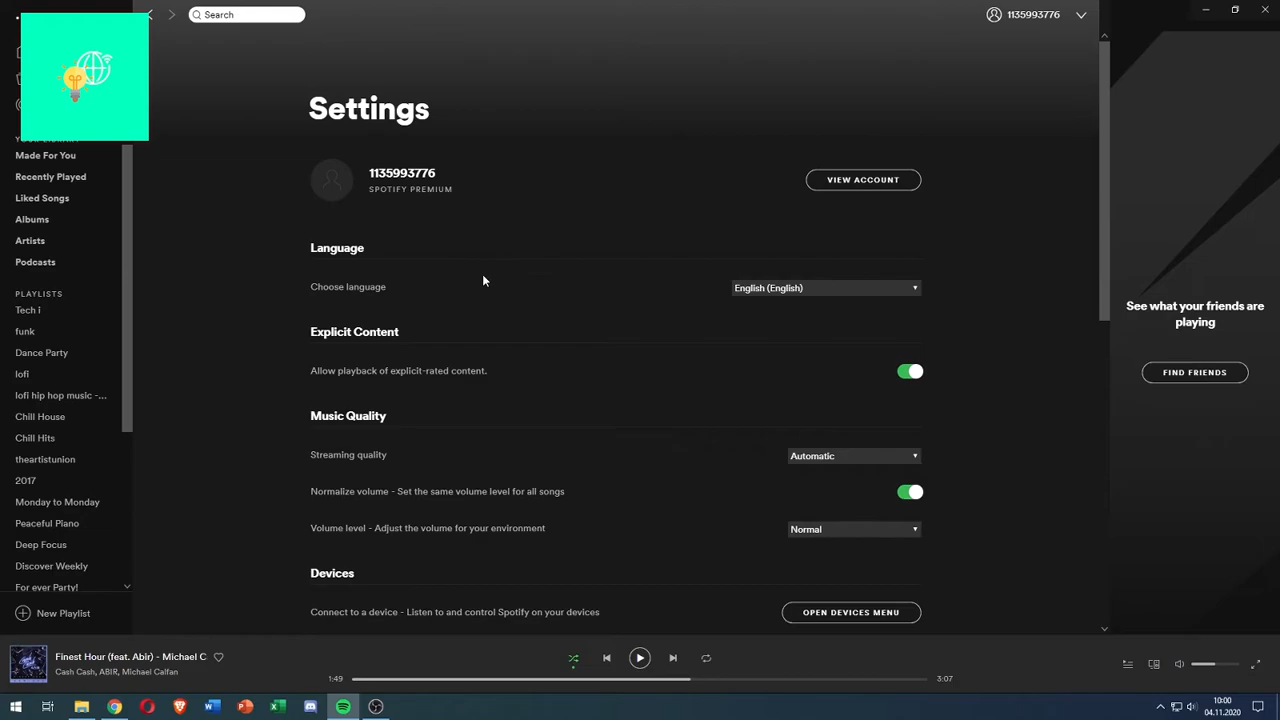 Search
1135993776
YOUR LIBRARY
Made For You
Recently Played
Liked Songs
Albums
Artists
Podcasts
PLAYLISTS
Tech i
funk
Dance Party
lofi
lofi hip hop music -...
Chill House
Chill Hits
theartistunion
2017
Monday to Monday
Peaceful Piano
Deep Focus
Discover Weekly
For ever Party!
New Playlist
Settings
1135993776
SPOTIFY PREMIUM
VIEW ACCOUNT
Language
Choose language
English (English)
Explicit Content
Allow playback of explicit-rated content.
Music Quality
Streaming quality
Automatic
Normalize volume - Set the same volume level for all songs
Volume level - Adjust the volume for your environment
Normal
Devices
Connect to a device - Listen to and control Spotify on your devices
OPEN DEVICES MENU
See what your friends are
playing
FIND FRIENDS
Finest Hour (feat. Abir) - Michael C
Cash Cash, ABIR, Michael Calfan
1:49
3:07
10:00
04.11.2020